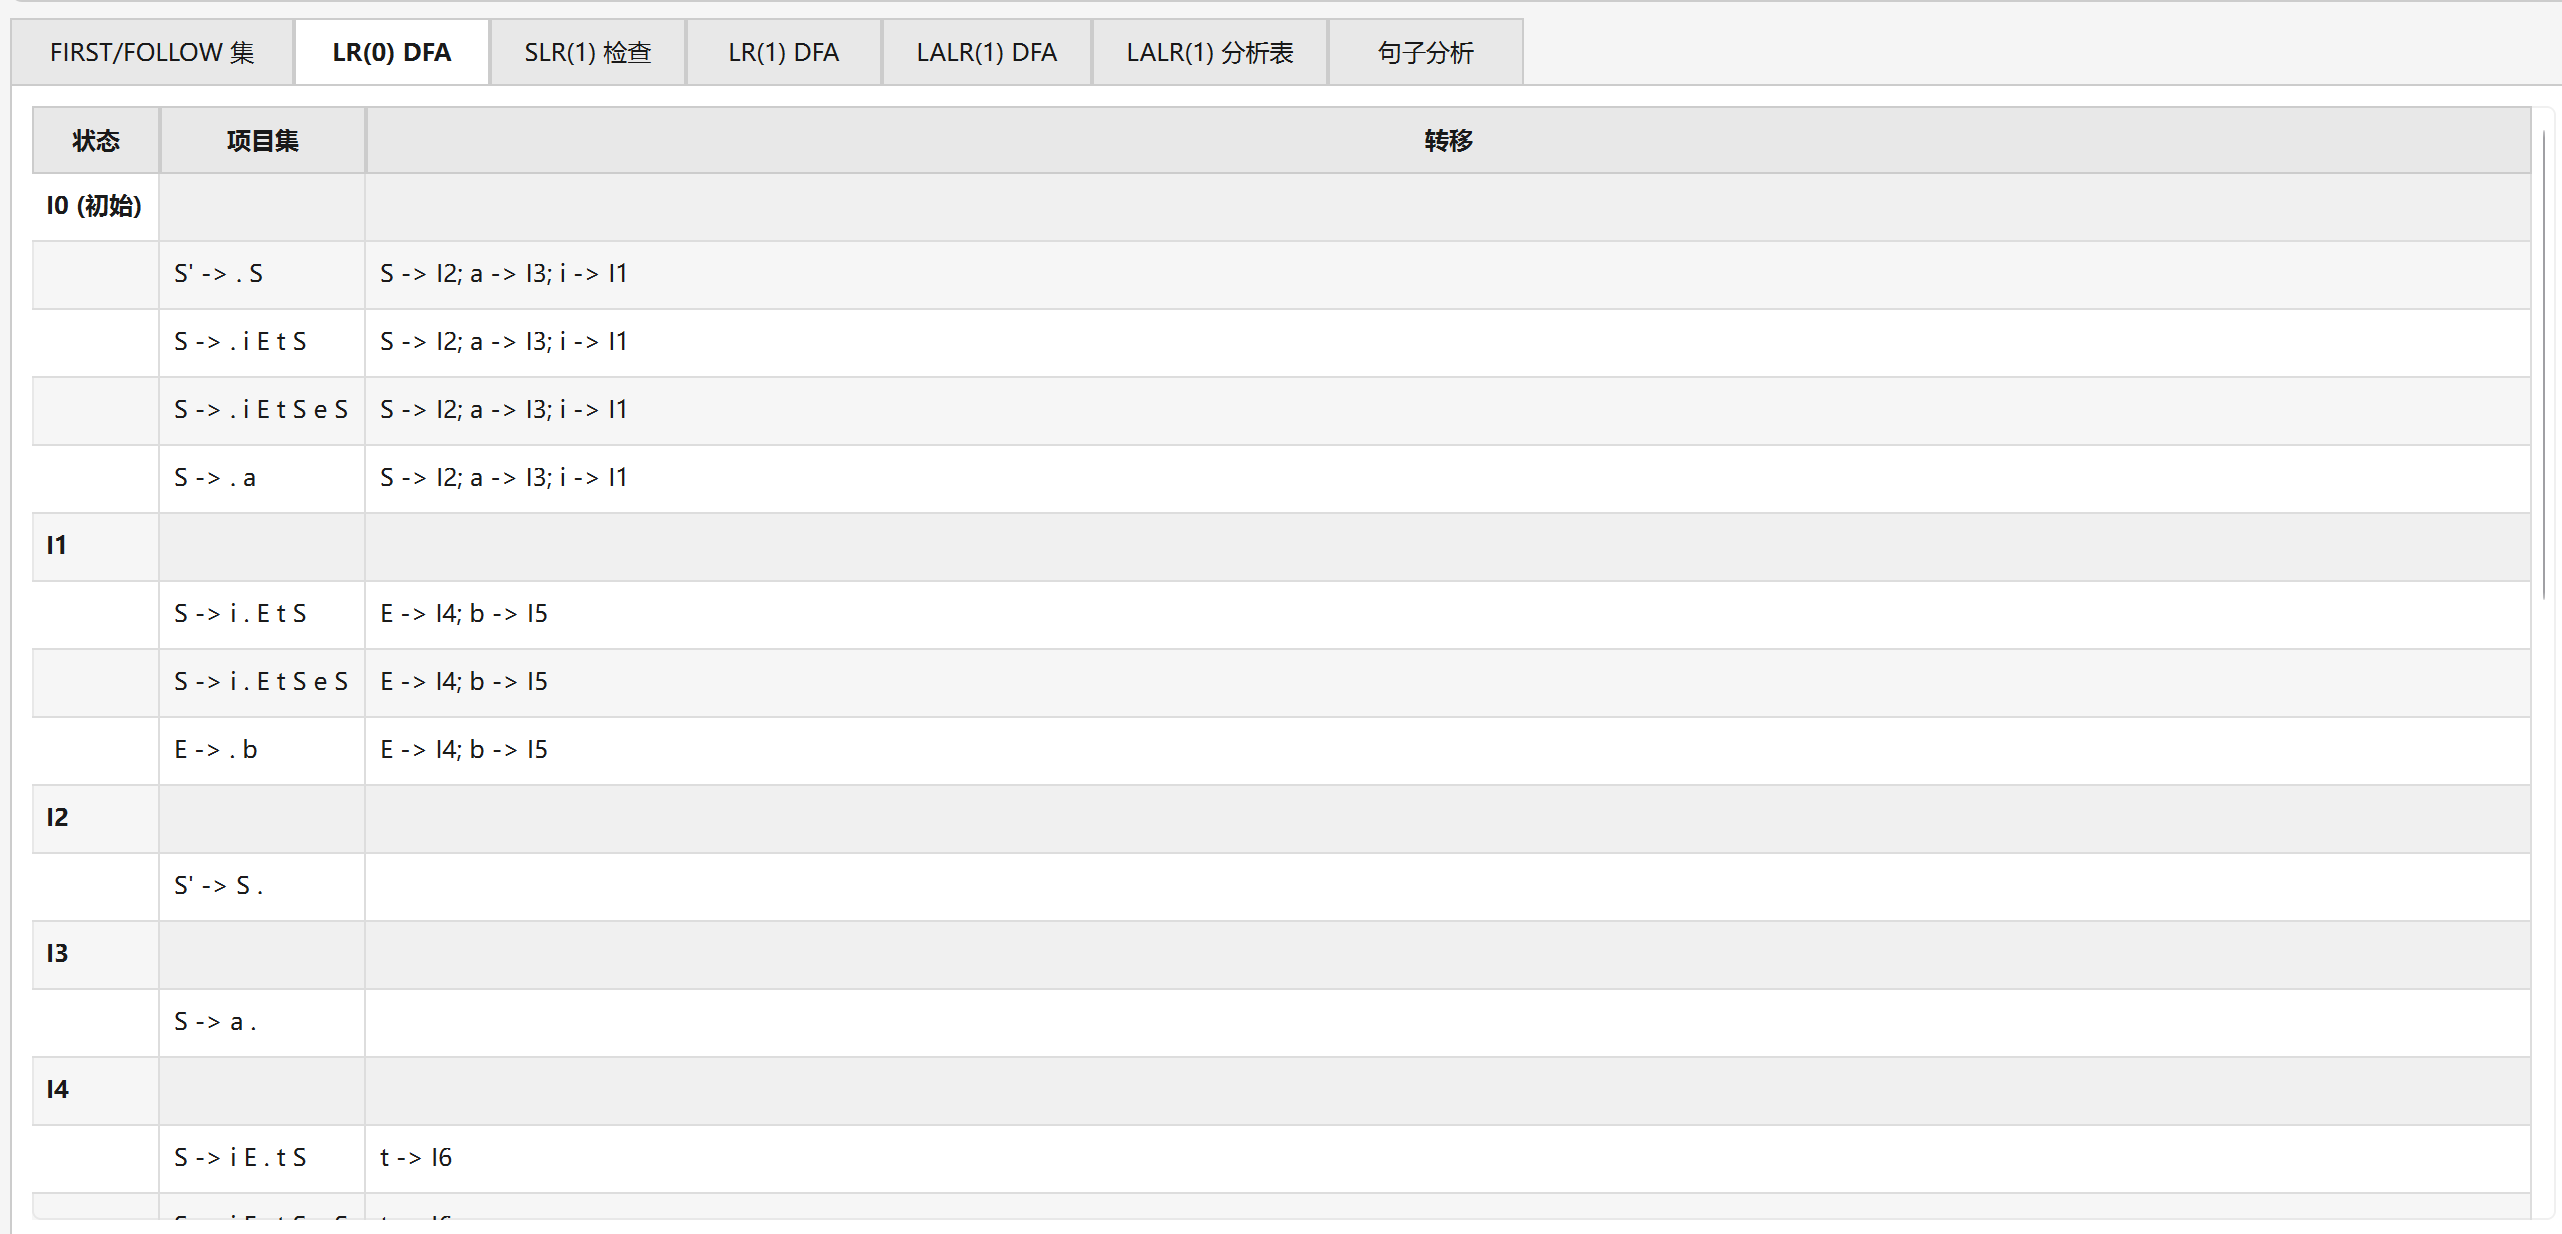 FIRST/FOLLOW 集 LR(0) DFA SLR(1) 检查 LR(1) DFA LALR(1) DFA LALR(1) 分析表 句子分析
状态 项目集 转移
I0 (初始)
S' -> . S S -> I2; a -> I3; i -> I1
S -> . i E t S S -> I2; a -> I3; i -> I1
S -> . i E t S e S S -> I2; a -> I3; i -> I1
S -> . a S -> I2; a -> I3; i -> I1
I1
S -> i . E t S E -> I4; b -> I5
S -> i . E t S e S E -> I4; b -> I5
E -> . b E -> I4; b -> I5
I2
S' -> S .
I3
S -> a .
I4
S -> i E . t S t -> I6